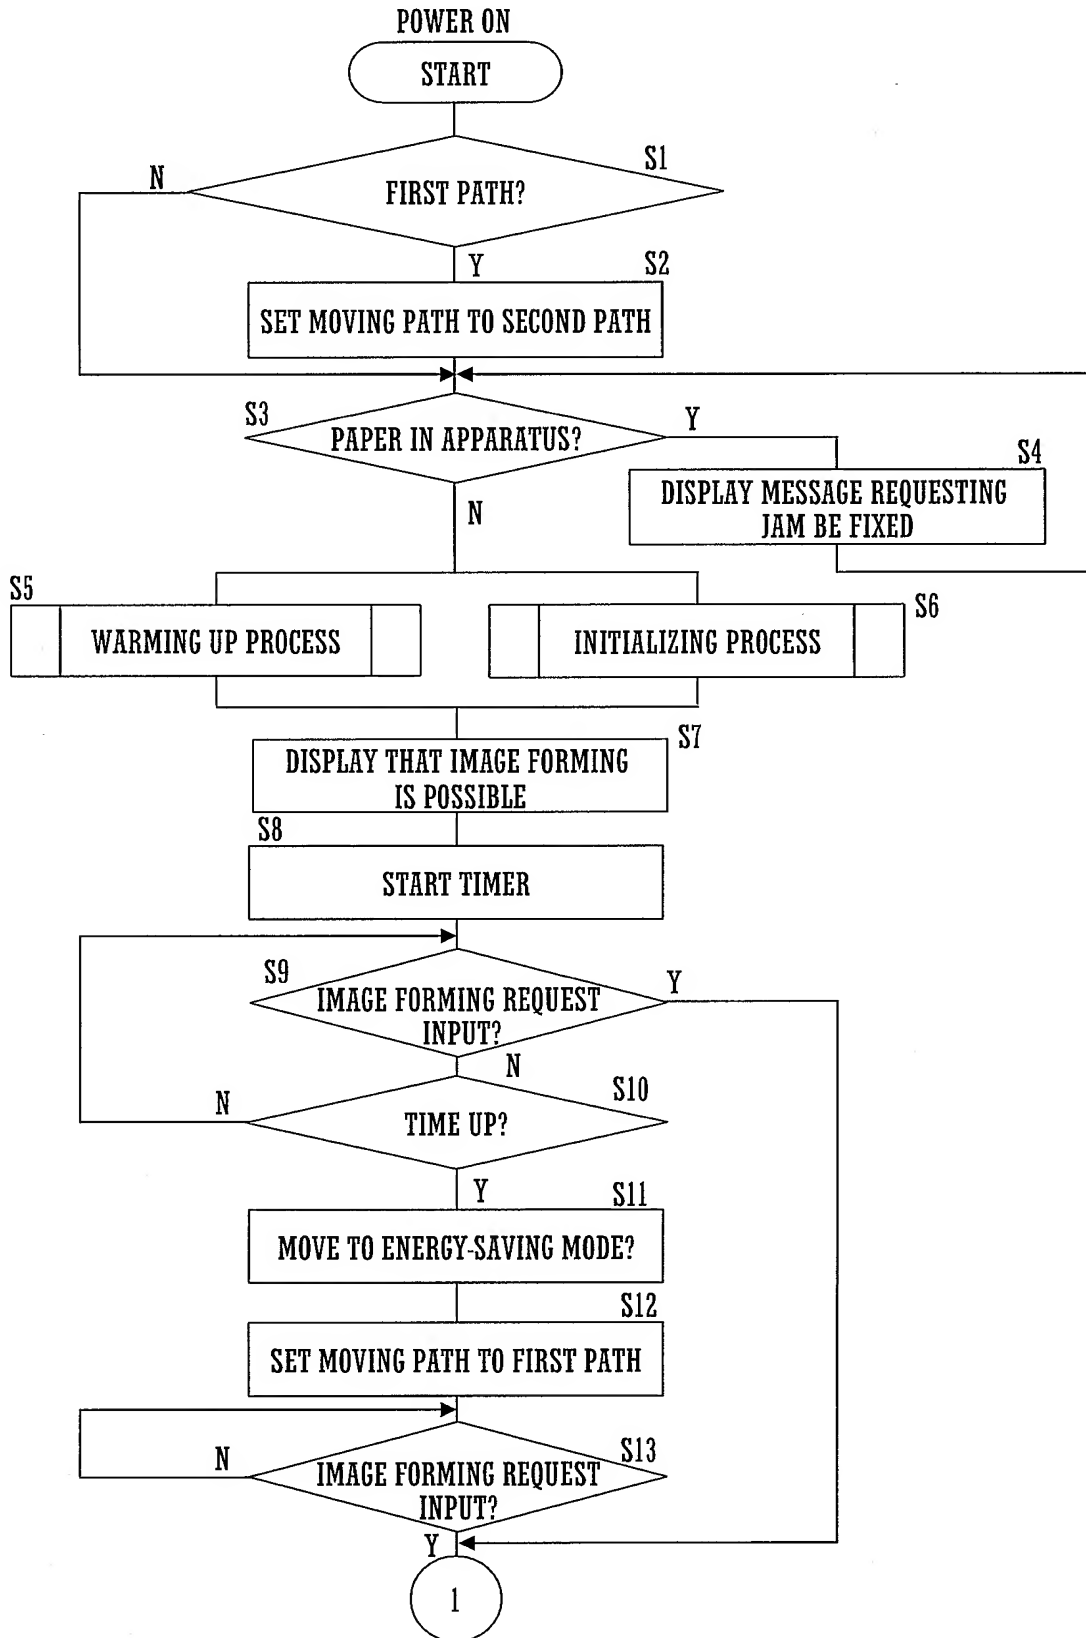 POWER ON
START
S1
N
FIRST PATH?
Y
S2
SET MOVING PATH TO SECOND PATH
S3
Y
PAPER IN APPARATUS?
S4
N
DISPLAY MESSAGE REQUESTING
JAM BE FIXED
S5
S6
WARMING UP PROCESS
INITIALIZING PROCESS
S7
DISPLAY THAT IMAGE FORMING
IS POSSIBLE
S8
START TIMER
S9
Y
IMAGE FORMING REQUEST
INPUT?
N
S10
N
TIME UP?
Y
S11
MOVE TO ENERGY-SAVING MODE?
S12
SET MOVING PATH TO FIRST PATH
S13
N
IMAGE FORMING REQUEST
INPUT?
Y
1